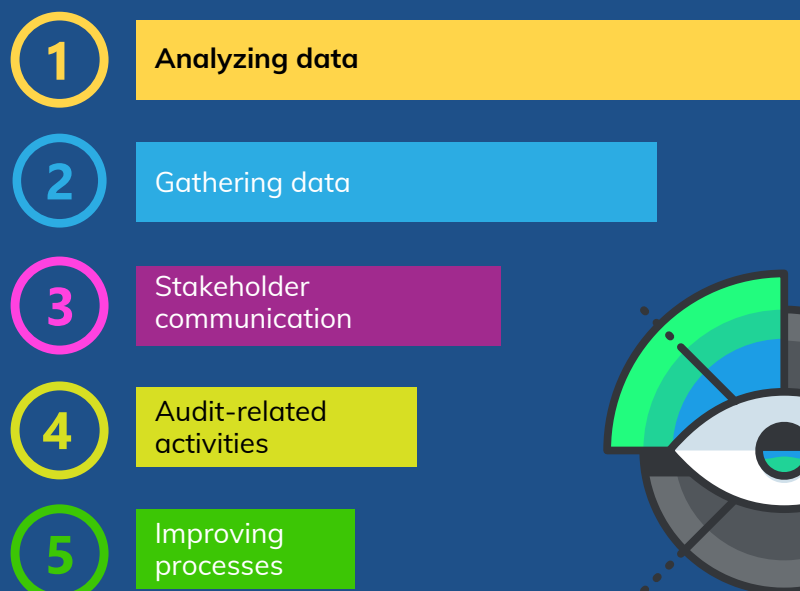 1
Analyzing data
2
Gathering data
3
Stakeholder
communication
4
Audit-related
activities
5
Improving
processes